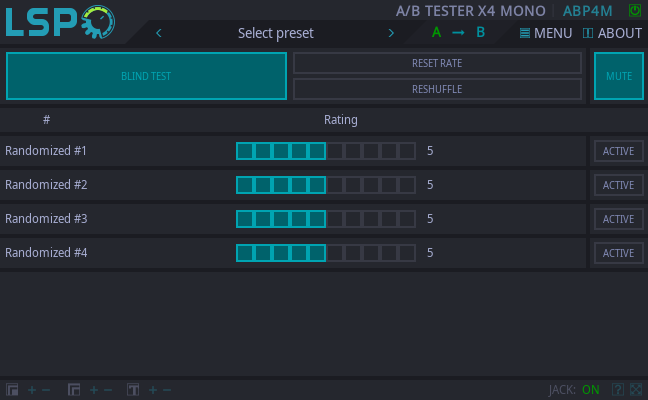 LSP A/B TESTER X4 MONO ABP4M
Select preset A B MENU ABOUT
BLIND TEST RESET RATE MUTE
RESHUFFLE
# Rating
Randomized #1 5 ACTIVE
Randomized #2 5 ACTIVE
Randomized #3 5 ACTIVE
Randomized #4 5 ACTIVE
JACK: ON ?